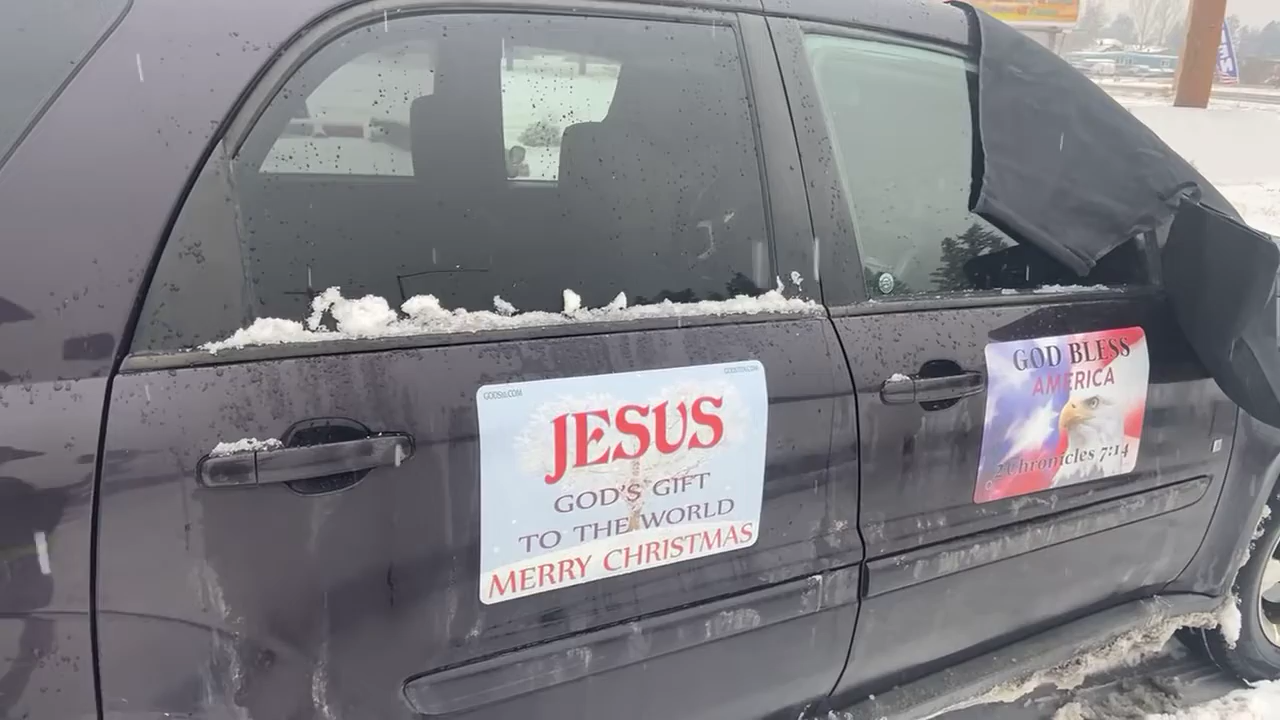 JESUS
GOD'S GIFT
TO THE WORLD
MERRY CHRISTMAS
GOD BLESS
AMERICA
2 Chronicles 7:14